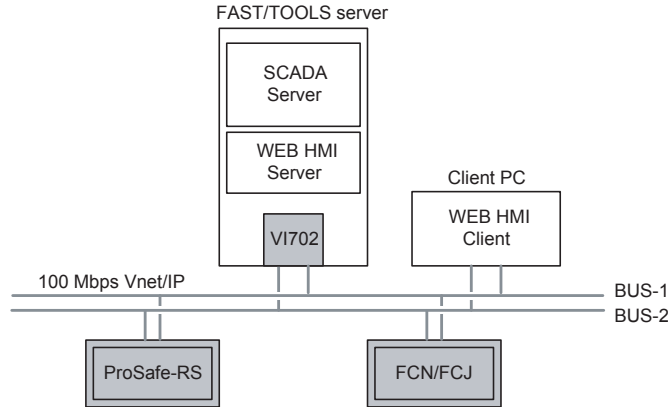 FAST/TOOLS server
SCADA
Server
WEB HMI
Server
VI702
Client PC
WEB HMI
Client
100 Mbps Vnet/IP
BUS-1
BUS-2
ProSafe-RS
FCN/FCJ